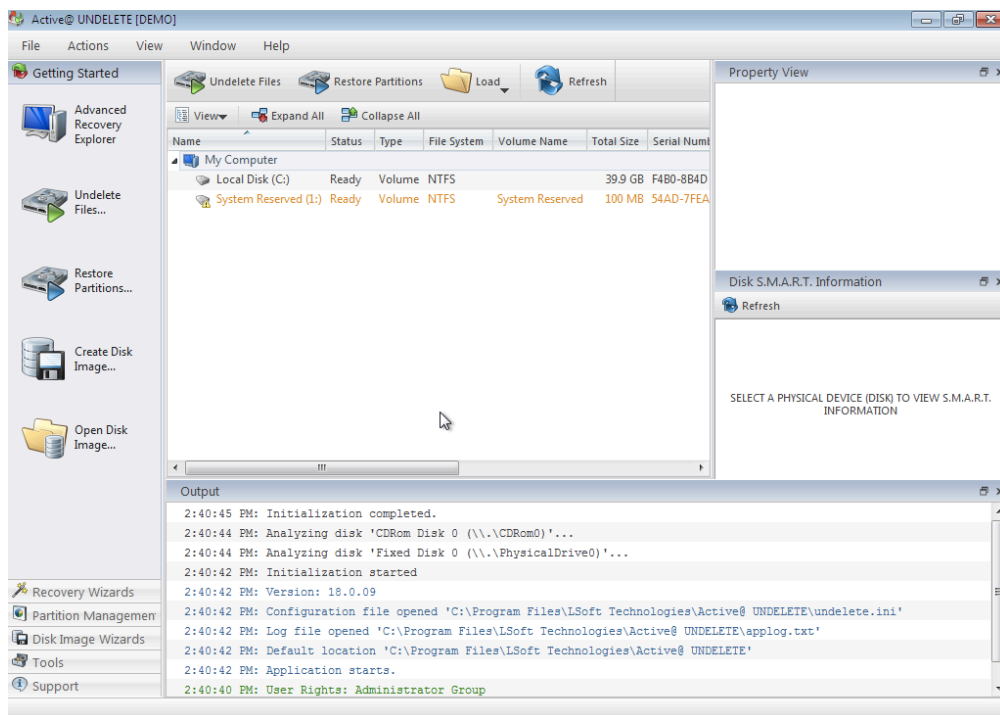 Active@ UNDELETE [DEMO]
File Actions View Window Help
Getting Started
Advanced
Recovery
Explorer
Undelete
Files...
Restore
Partitions...
Create Disk
Image...
Open Disk
Image...
Recovery Wizards
Partition Managemen
Disk Image Wizards
Tools
Support
Undelete Files Restore Partitions Load Refresh
View Expand All Collapse All
Name Status Type File System Volume Name Total Size Serial Numb
My Computer
Local Disk (C:) Ready Volume NTFS 39.9 GB F4B0-8B4D
System Reserved (1:) Ready Volume NTFS System Reserved 100 MB 54AD-7FEA
Property View
Disk S.M.A.R.T. Information
Refresh
SELECT A PHYSICAL DEVICE (DISK) TO VIEW S.M.A.R.T.
INFORMATION
Output
2:40:45 PM: Initialization completed.
2:40:44 PM: Analyzing disk 'CDRom Disk 0 (\\.\CDRom0)'...
2:40:44 PM: Analyzing disk 'Fixed Disk 0 (\\.\PhysicalDrive0)'...
2:40:42 PM: Initialization started
2:40:42 PM: Version: 18.0.09
2:40:42 PM: Configuration file opened 'C:\Program Files\LSoft Technologies\Active@ UNDELETE\undelete.ini'
2:40:42 PM: Log file opened 'C:\Program Files\LSoft Technologies\Active@ UNDELETE\applog.txt'
2:40:42 PM: Default location 'C:\Program Files\LSoft Technologies\Active@ UNDELETE'
2:40:42 PM: Application starts.
2:40:40 PM: User Rights: Administrator Group